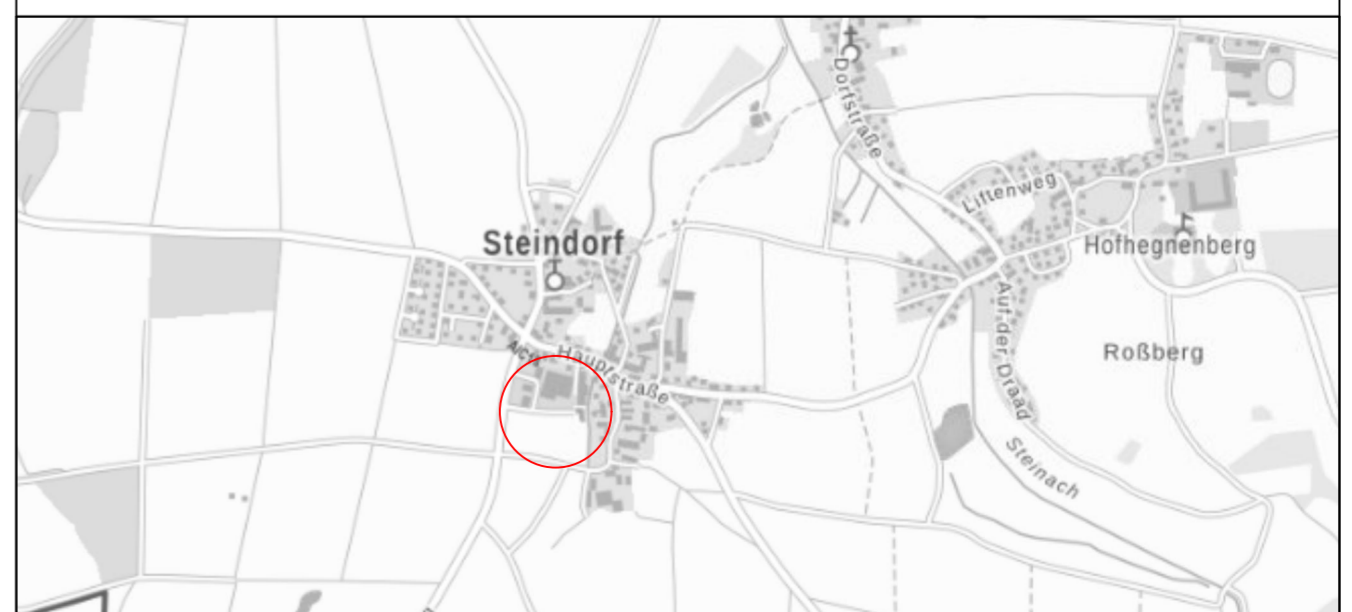 Dorfstraße
Liftenweg
Steindorf
Hofhegnenberg
Hauptstraße
Auf der Draad
Roßberg
Steinach